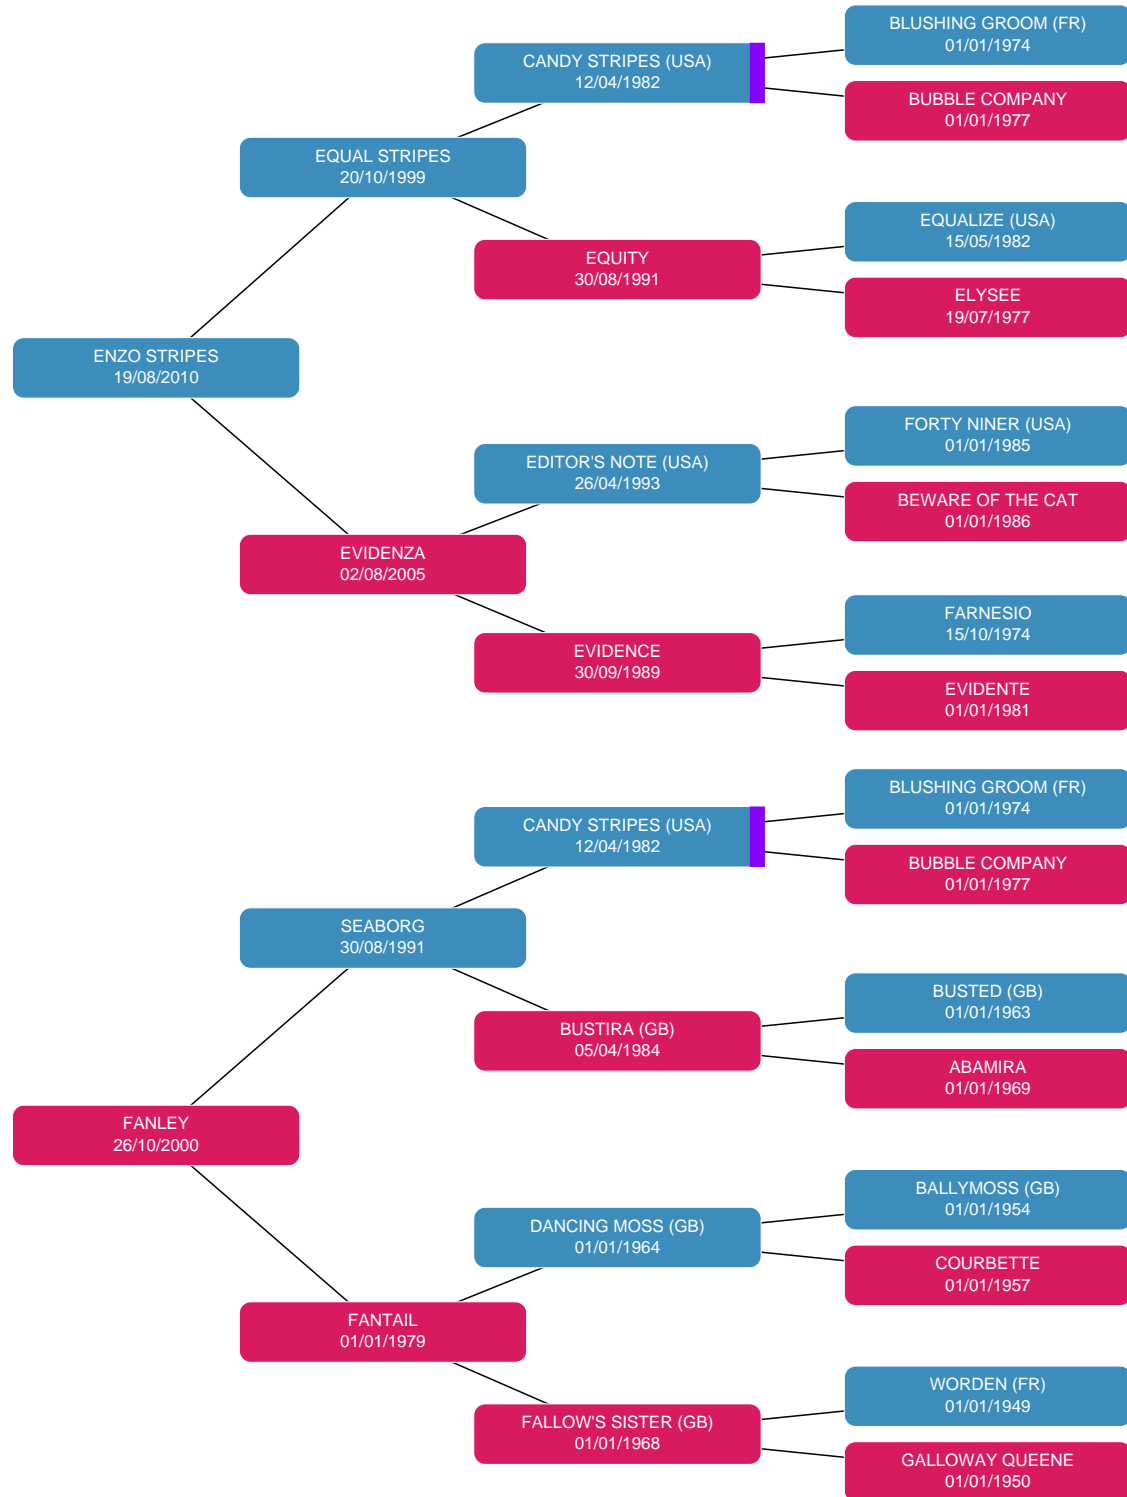 BLUSHING GROOM (FR)
01/01/1974
CANDY STRIPES (USA)
12/04/1982
BUBBLE COMPANY
01/01/1977
EQUAL STRIPES
20/10/1999
EQUALIZE (USA)
15/05/1982
EQUITY
30/08/1991
ELYSEE
19/07/1977
ENZO STRIPES
19/08/2010
FORTY NINER (USA)
01/01/1985
EDITOR'S NOTE (USA)
26/04/1993
BEWARE OF THE CAT
01/01/1986
EVIDENZA
02/08/2005
FARNESIO
15/10/1974
EVIDENCE
30/09/1989
EVIDENTE
01/01/1981
BLUSHING GROOM (FR)
01/01/1974
CANDY STRIPES (USA)
12/04/1982
BUBBLE COMPANY
01/01/1977
SEABORG
30/08/1991
BUSTED (GB)
01/01/1963
BUSTIRA (GB)
05/04/1984
ABAMIRA
01/01/1969
FANLEY
26/10/2000
BALLYMOSS (GB)
01/01/1954
DANCING MOSS (GB)
01/01/1964
COURBETTE
01/01/1957
FANTAIL
01/01/1979
WORDEN (FR)
01/01/1949
FALLOW'S SISTER (GB)
01/01/1968
GALLOWAY QUEENE
01/01/1950